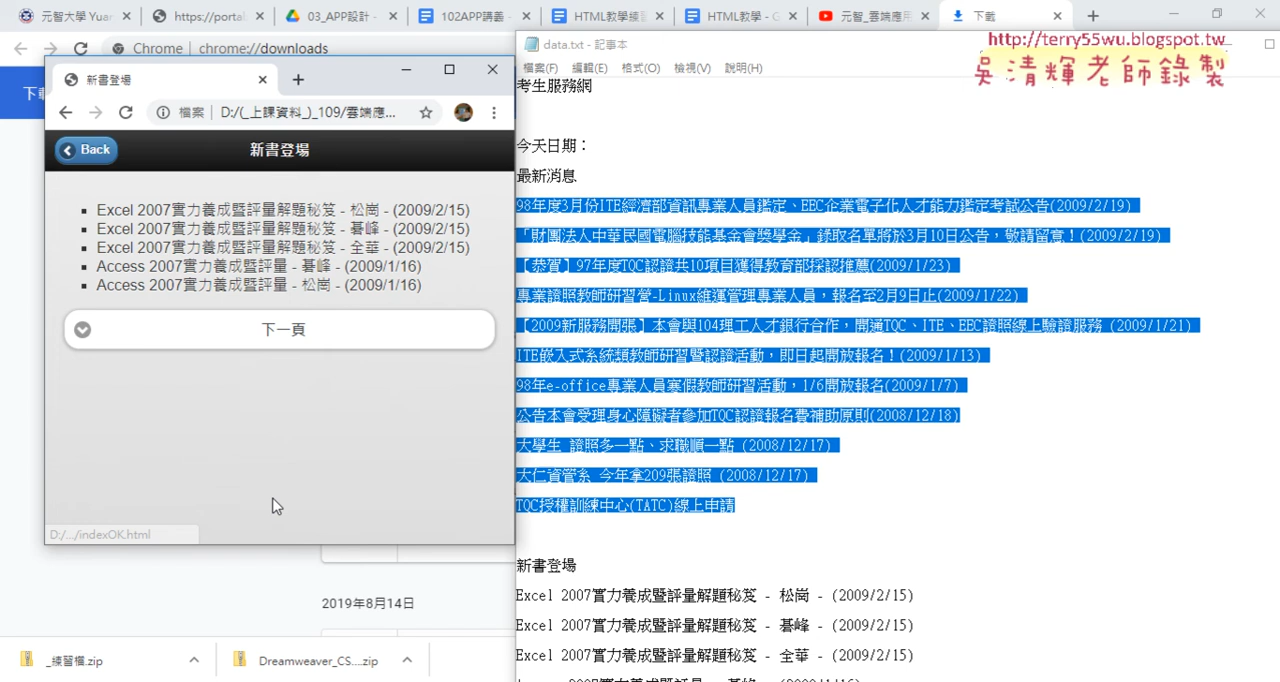 元智大學 Yuan
https://portal
03_APP設計 -
102APP講義 -
HTML教學練習
HTML教學 - G
元智_雲端應用
下載
Chrome | chrome://downloads
http://terry55wu.blogspot.tw
吳清輝老師錄製
data.txt - 記事本
檔案(F) 編輯(E) 格式(O) 檢視(V) 說明(H)
下載
新書登場
檔案 | D:/(_上課資料_)_109/雲端應...
Back
新書登場
Excel 2007實力養成暨評量解題秘笈 - 松崗 - (2009/2/15)
Excel 2007實力養成暨評量解題秘笈 - 碁峰 - (2009/2/15)
Excel 2007實力養成暨評量解題秘笈 - 全華 - (2009/2/15)
Access 2007實力養成暨評量 - 碁峰 - (2009/1/16)
Access 2007實力養成暨評量 - 松崗 - (2009/1/16)
下一頁
D:/.../indexOK.html
考生服務網
今天日期：
最新消息
98年度3月份ITE經濟部資訊專業人員鑑定、EEC企業電子化人才能力鑑定考試公告(2009/2/19)
「財團法人中華民國電腦技能基金會獎學金」錄取名單將於3月10日公告，敬請留意！(2009/2/19)
【恭賀】97年度TQC認證共10項目獲得教育部採認推薦(2009/1/23)
專業證照教師研習營-Linux維運管理專業人員，報名至2月9日止(2009/1/22)
【2009新服務開張】本會與104理工人才銀行合作，開通TQC、ITE、EEC證照線上驗證服務 (2009/1/21)
ITE嵌入式系統類教師研習暨認證活動，即日起開放報名！(2009/1/13)
98年e-office專業人員寒假教師研習活動，1/6開放報名(2009/1/7)
公告本會受理身心障礙者參加TQC認證報名費補助原則(2008/12/18)
大學生 證照多一點、求職順一點 (2008/12/17)
大仁資管系 今年拿209張證照 (2008/12/17)
TQC授權訓練中心(TATC)線上申請
新書登場
Excel 2007實力養成暨評量解題秘笈 - 松崗 - (2009/2/15)
Excel 2007實力養成暨評量解題秘笈 - 碁峰 - (2009/2/15)
Excel 2007實力養成暨評量解題秘笈 - 全華 - (2009/2/15)
2019年8月14日
_練習檔.zip
Dreamweaver_CS....zip